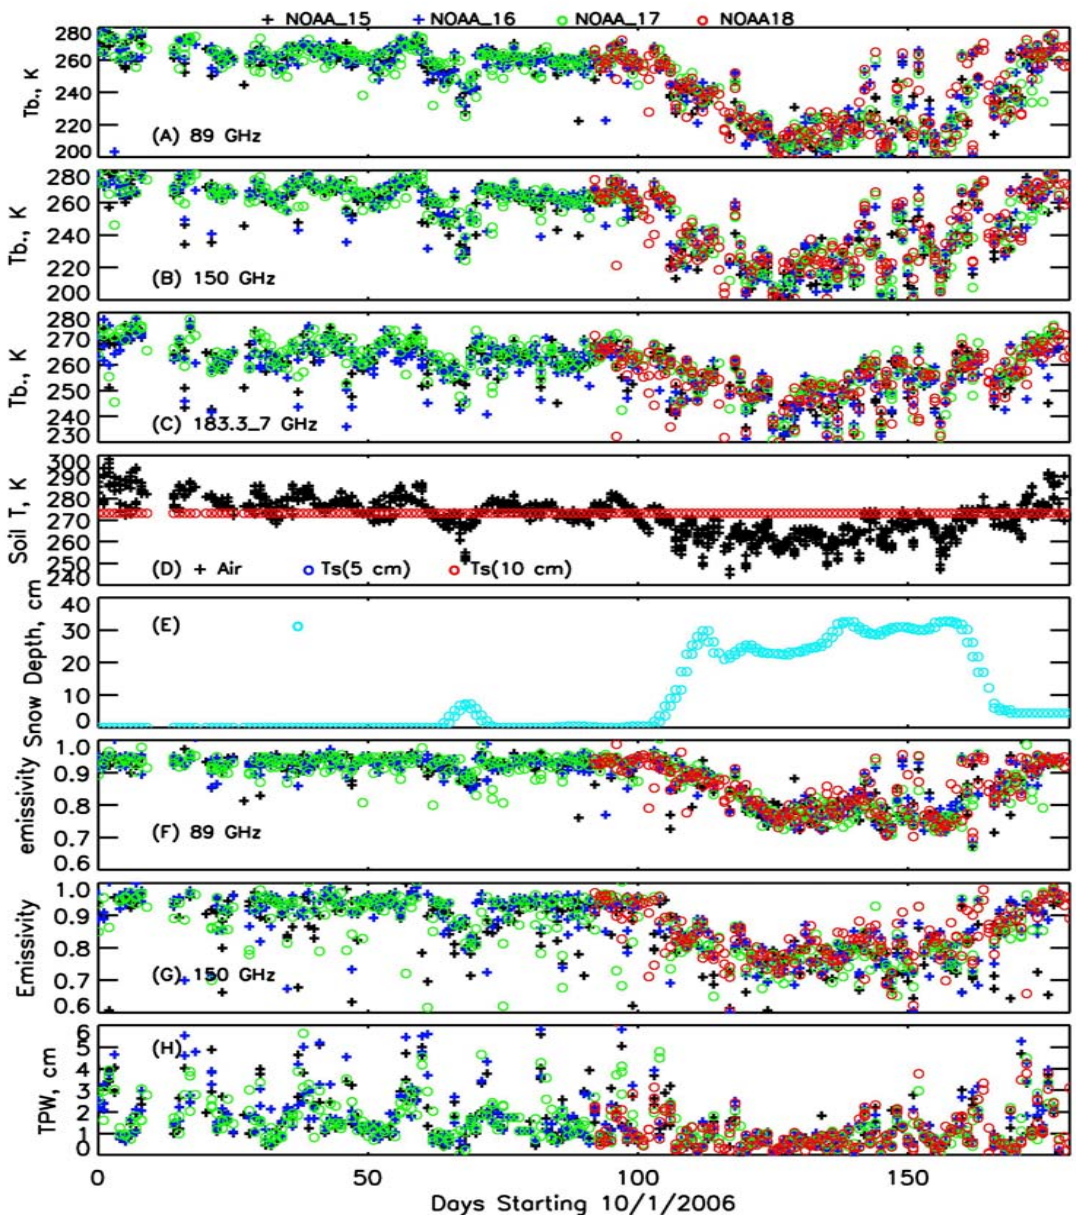 + NOAA_15 + NOAA_16 o NOAA_17 o NOAA18
280
260
240
220
200
Tb., K
(A) 89 GHz
280
260
240
220
200
Tb., K
(B) 150 GHz
280
270
260
250
240
230
Tb., K
(C) 183.3_7 GHz
300
290
280
270
260
250
240
Soil T, K
(D) + Air o Ts(5 cm) o Ts(10 cm)
40
30
20
10
0
Snow Depth, cm
(E)
1.0
0.9
0.8
0.7
0.6
emissivity
(F) 89 GHz
1.0
0.9
0.8
0.7
0.6
Emissivity
(G) 150 GHz
6
5
4
3
2
1
0
TPW, cm
(H)
0 50 100 150
Days Starting 10/1/2006